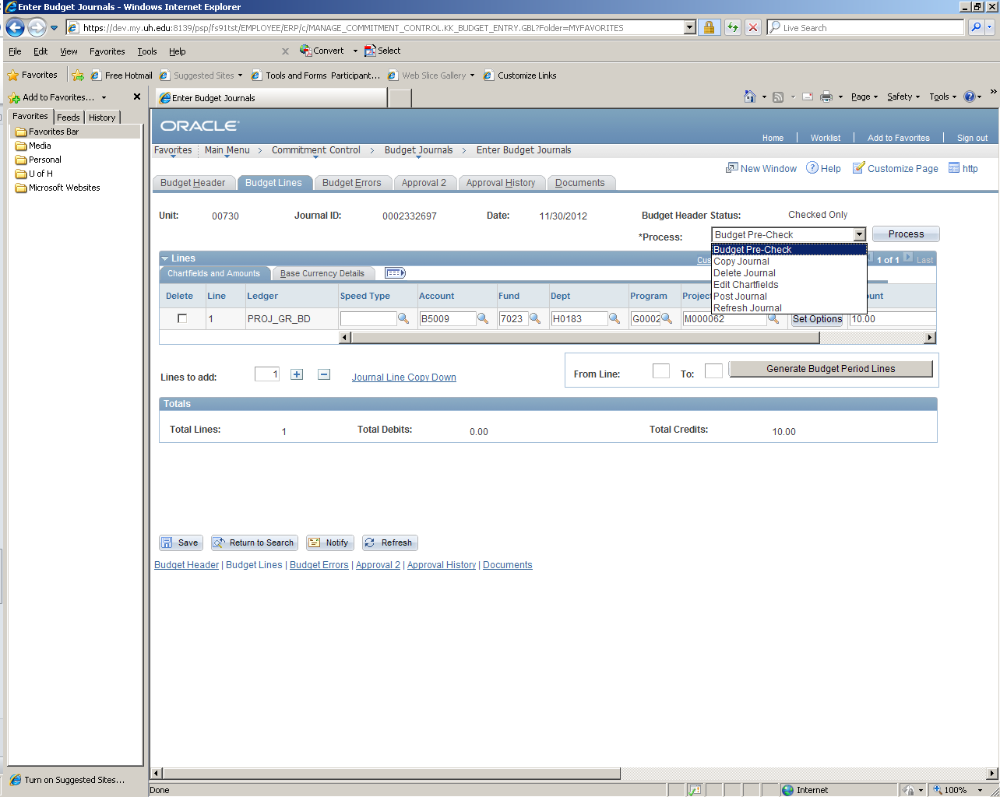 Enter Budget Journals - Windows Internet Explorer
https://dev.my.uh.edu:8139/psp/fs91tst/EMPLOYEE/ERP/c/MANAGE_COMMITMENT_CONTROL.KK_BUDGET_ENTRY.GBL?Folder=MYFAVORITES
Live Search
File Edit View Favorites Tools Help
x Convert Select
Favorites Free Hotmail Suggested Sites Tools and Forms Participant... Web Slice Gallery Customize Links
Add to Favorites... Enter Budget Journals Page Safety Tools
Favorites Feeds History
Favorites Bar
Media
Personal
U of H
Microsoft Websites
ORACLE
Home Worklist Add to Favorites Sign out
Favorites Main Menu > Commitment Control > Budget Journals > Enter Budget Journals
New Window Help Customize Page http
Budget Header Budget Lines Budget Errors Approval 2 Approval History Documents
Unit: 00730 Journal ID: 0002332697 Date: 11/30/2012 Budget Header Status: Checked Only
*Process: Budget Pre-Check Process
Budget Pre-Check
Copy Journal
Delete Journal
Edit Chartfields
Post Journal
Refresh Journal
Lines 1 of 1 Last
Chartfields and Amounts Base Currency Details
Delete Line Ledger Speed Type Account Fund Dept Program
1 PROJ_GR_BD B5009 7023 H0183 G0002 M000062 Set Options 10.00
Lines to add: 1 Journal Line Copy Down From Line: To: Generate Budget Period Lines
Totals
Total Lines: 1 Total Debits: 0.00 Total Credits: 10.00
Save Return to Search Notify Refresh
Budget Header | Budget Lines | Budget Errors | Approval 2 | Approval History | Documents
Turn on Suggested Sites...
Done Internet 100%